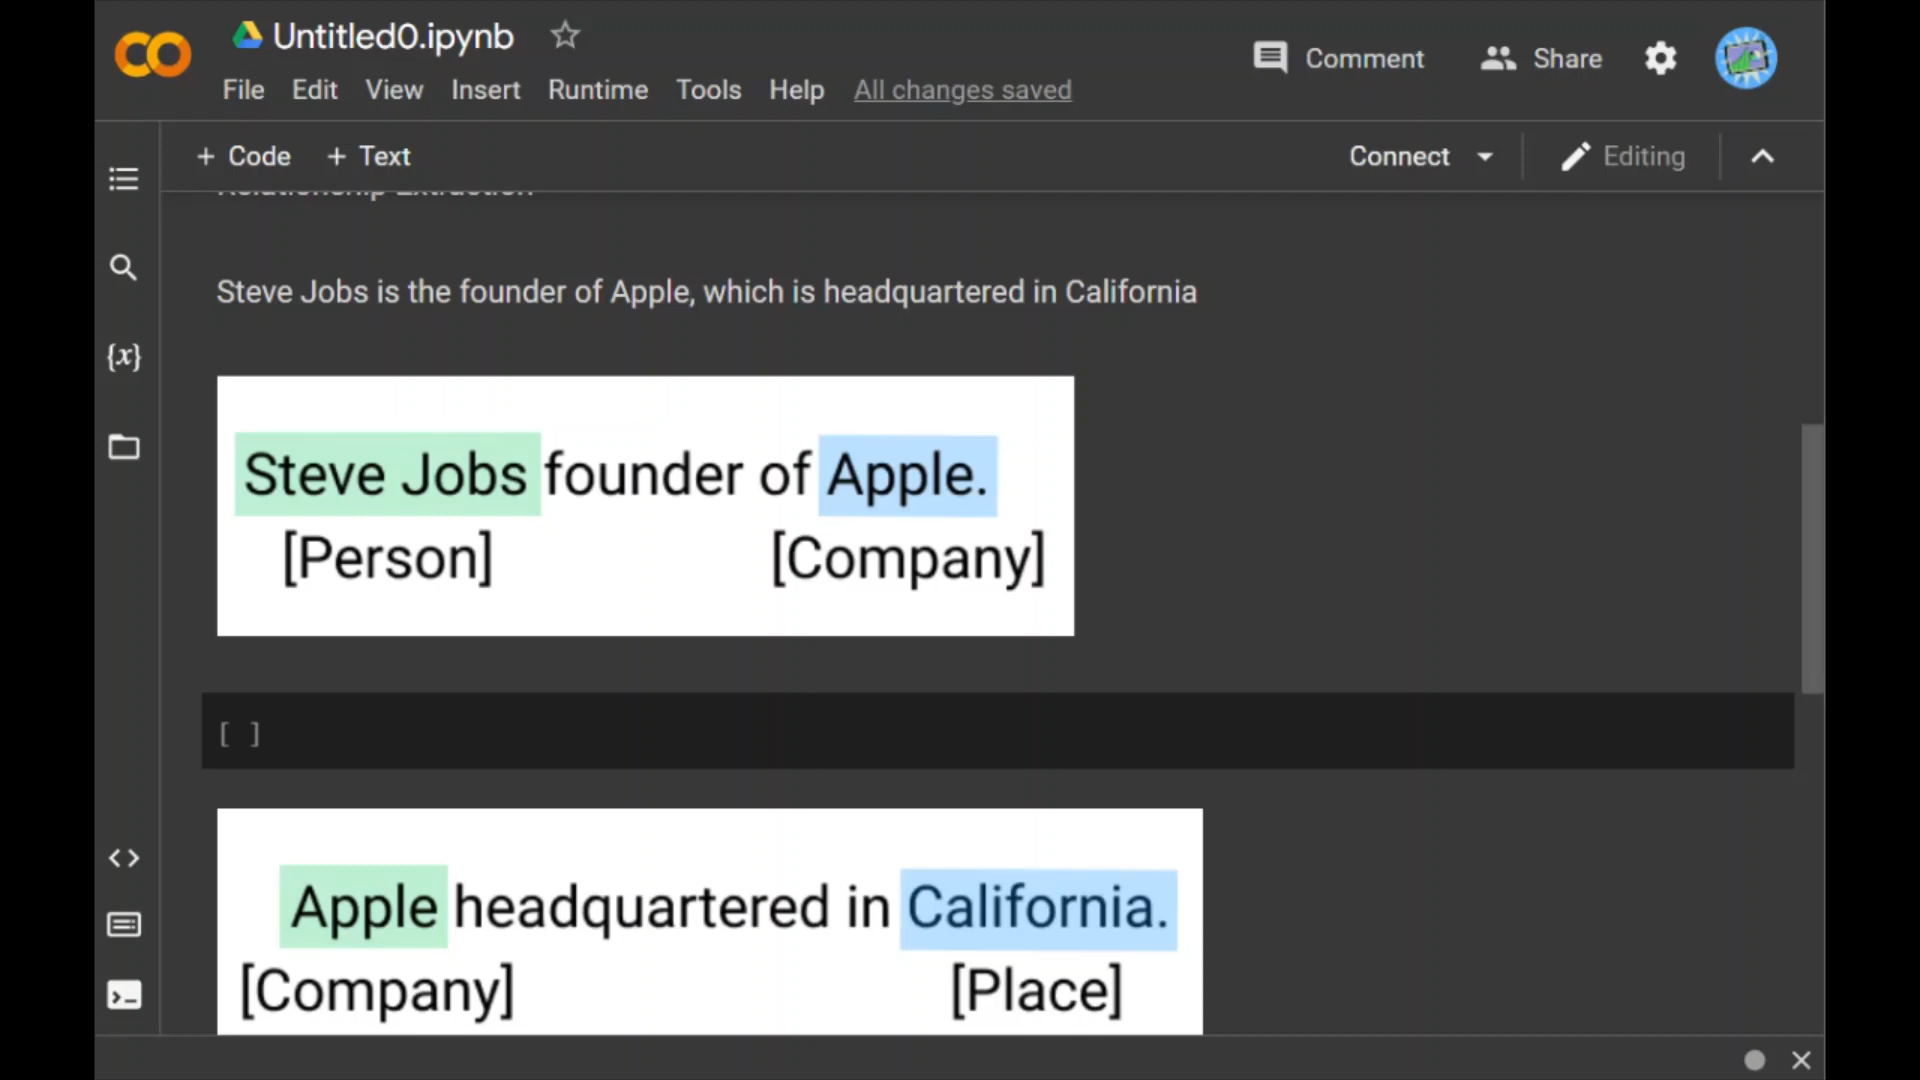 Untitled0.ipynb
Comment Share
File Edit View Insert Runtime Tools Help All changes saved
+ Code + Text Connect Editing
Relationship Extraction
Steve Jobs is the founder of Apple, which is headquartered in California
{x}
Steve Jobs founder of Apple.
[Person] [Company]
[ ]
Apple headquartered in California.
[Company] [Place]